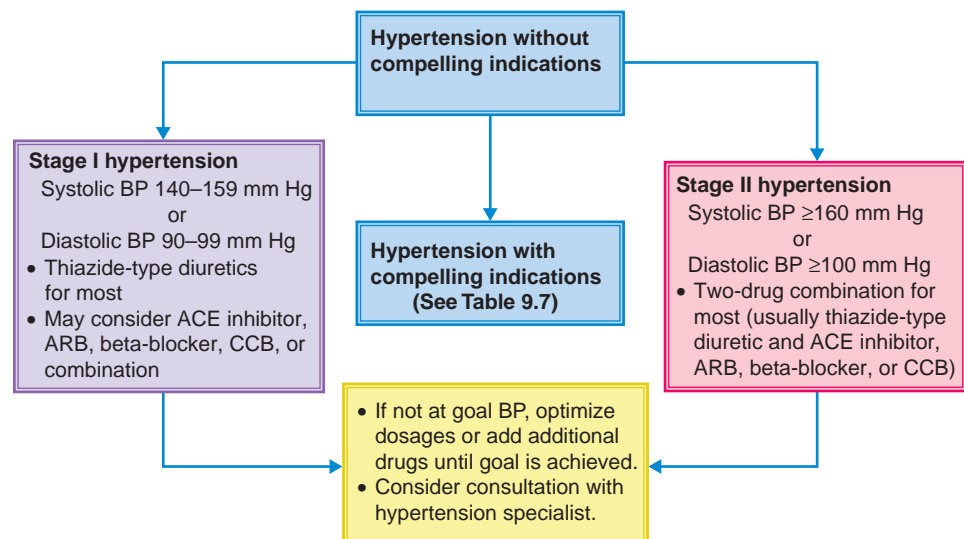 Hypertension without
compelling indications
Stage I hypertension
Systolic BP 140–159 mm Hg
or
Diastolic BP 90–99 mm Hg
• Thiazide-type diuretics
for most
• May consider ACE inhibitor,
ARB, beta-blocker, CCB, or
combination
Hypertension with
compelling indications
(See Table 9.7)
Stage II hypertension
Systolic BP ≥160 mm Hg
or
Diastolic BP ≥100 mm Hg
• Two-drug combination for
most (usually thiazide-type
diuretic and ACE inhibitor,
ARB, beta-blocker, or CCB)
• If not at goal BP, optimize
dosages or add additional
drugs until goal is achieved.
• Consider consultation with
hypertension specialist.